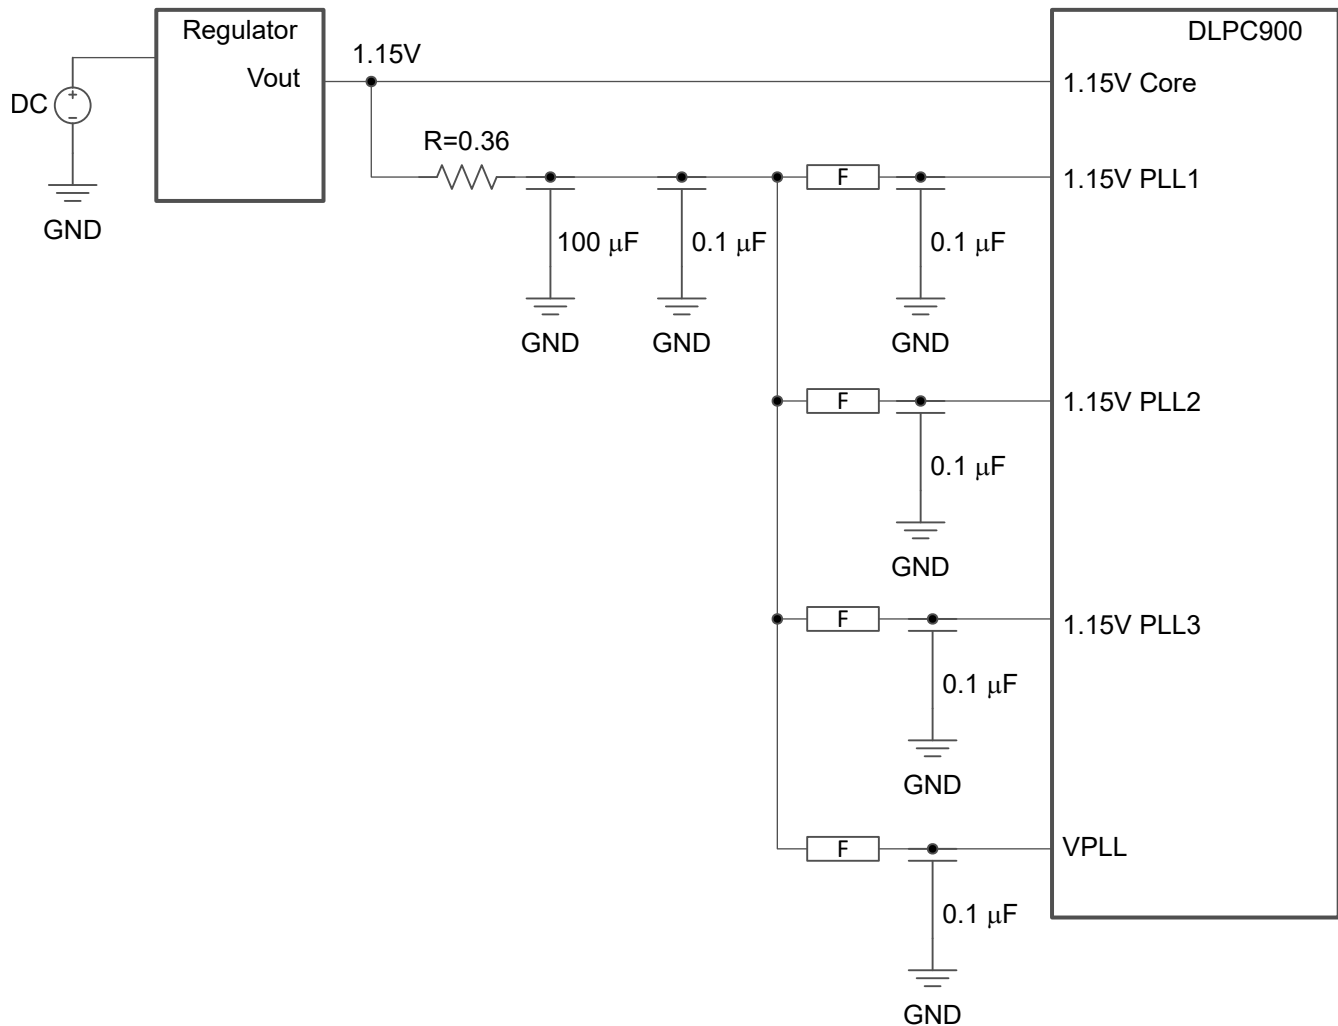 Regulator
DLPC900
1.15V
Vout
1.15V Core
DC
+
−
R=0.36
F
1.15V PLL1
GND
100 μF
0.1 μF
0.1 μF
GND
GND
GND
F
1.15V PLL2
0.1 μF
GND
F
1.15V PLL3
0.1 μF
GND
F
VPLL
0.1 μF
GND